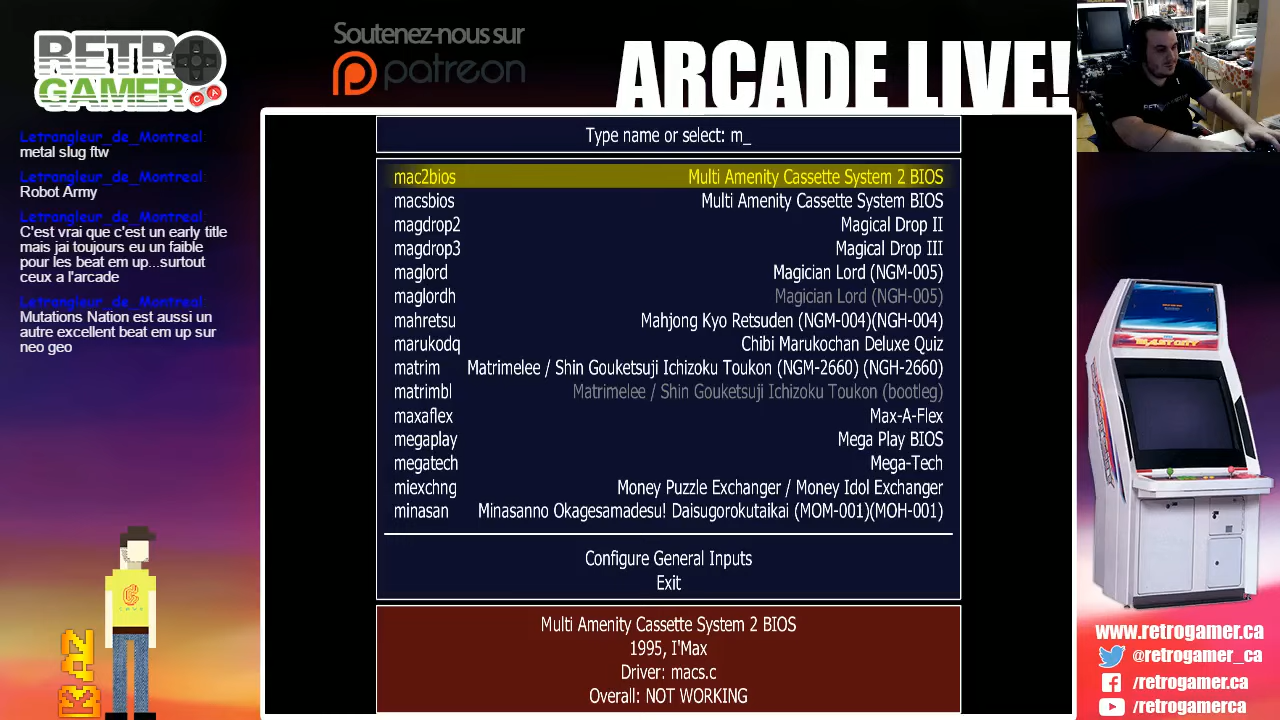 RETRO
GAMER.CA
Soutenez-nous sur
patreon
ARCADE LIVE!
Letrangleur_de_Montreal:
metal slug ftw
Letrangleur_de_Montreal:
Robot Army
Letrangleur_de_Montreal:
C'est vrai que c'est un early title
mais jai toujours eu un faible
pour les beat em up...surtout
ceux a l'arcade
Letrangleur_de_Montreal:
Mutations Nation est aussi un
autre excellent beat em up sur
neo geo
Type name or select: m_
mac2bios Multi Amenity Cassette System 2 BIOS
macsbios Multi Amenity Cassette System BIOS
magdrop2 Magical Drop II
magdrop3 Magical Drop III
maglord Magician Lord (NGM-005)
maglordh Magician Lord (NGH-005)
mahretsu Mahjong Kyo Retsuden (NGM-004)(NGH-004)
marukodq Chibi Marukochan Deluxe Quiz
matrim Matrimelee / Shin Gouketsuji Ichizoku Toukon (NGM-2660) (NGH-2660)
matrimbl Matrimelee / Shin Gouketsuji Ichizoku Toukon (bootleg)
maxaflex Max-A-Flex
megaplay Mega Play BIOS
megatech Mega-Tech
miexchng Money Puzzle Exchanger / Money Idol Exchanger
minasan Minasanno Okagesamadesu! Daisugorokutaikai (MOM-001)(MOH-001)
Configure General Inputs
Exit
Multi Amenity Cassette System 2 BIOS
1995, I'Max
Driver: macs.c
Overall: NOT WORKING
BLAST CITY
RAZ
www.retrogamer.ca
@retrogamer_ca
/retrogamer.ca
/retrogamerca